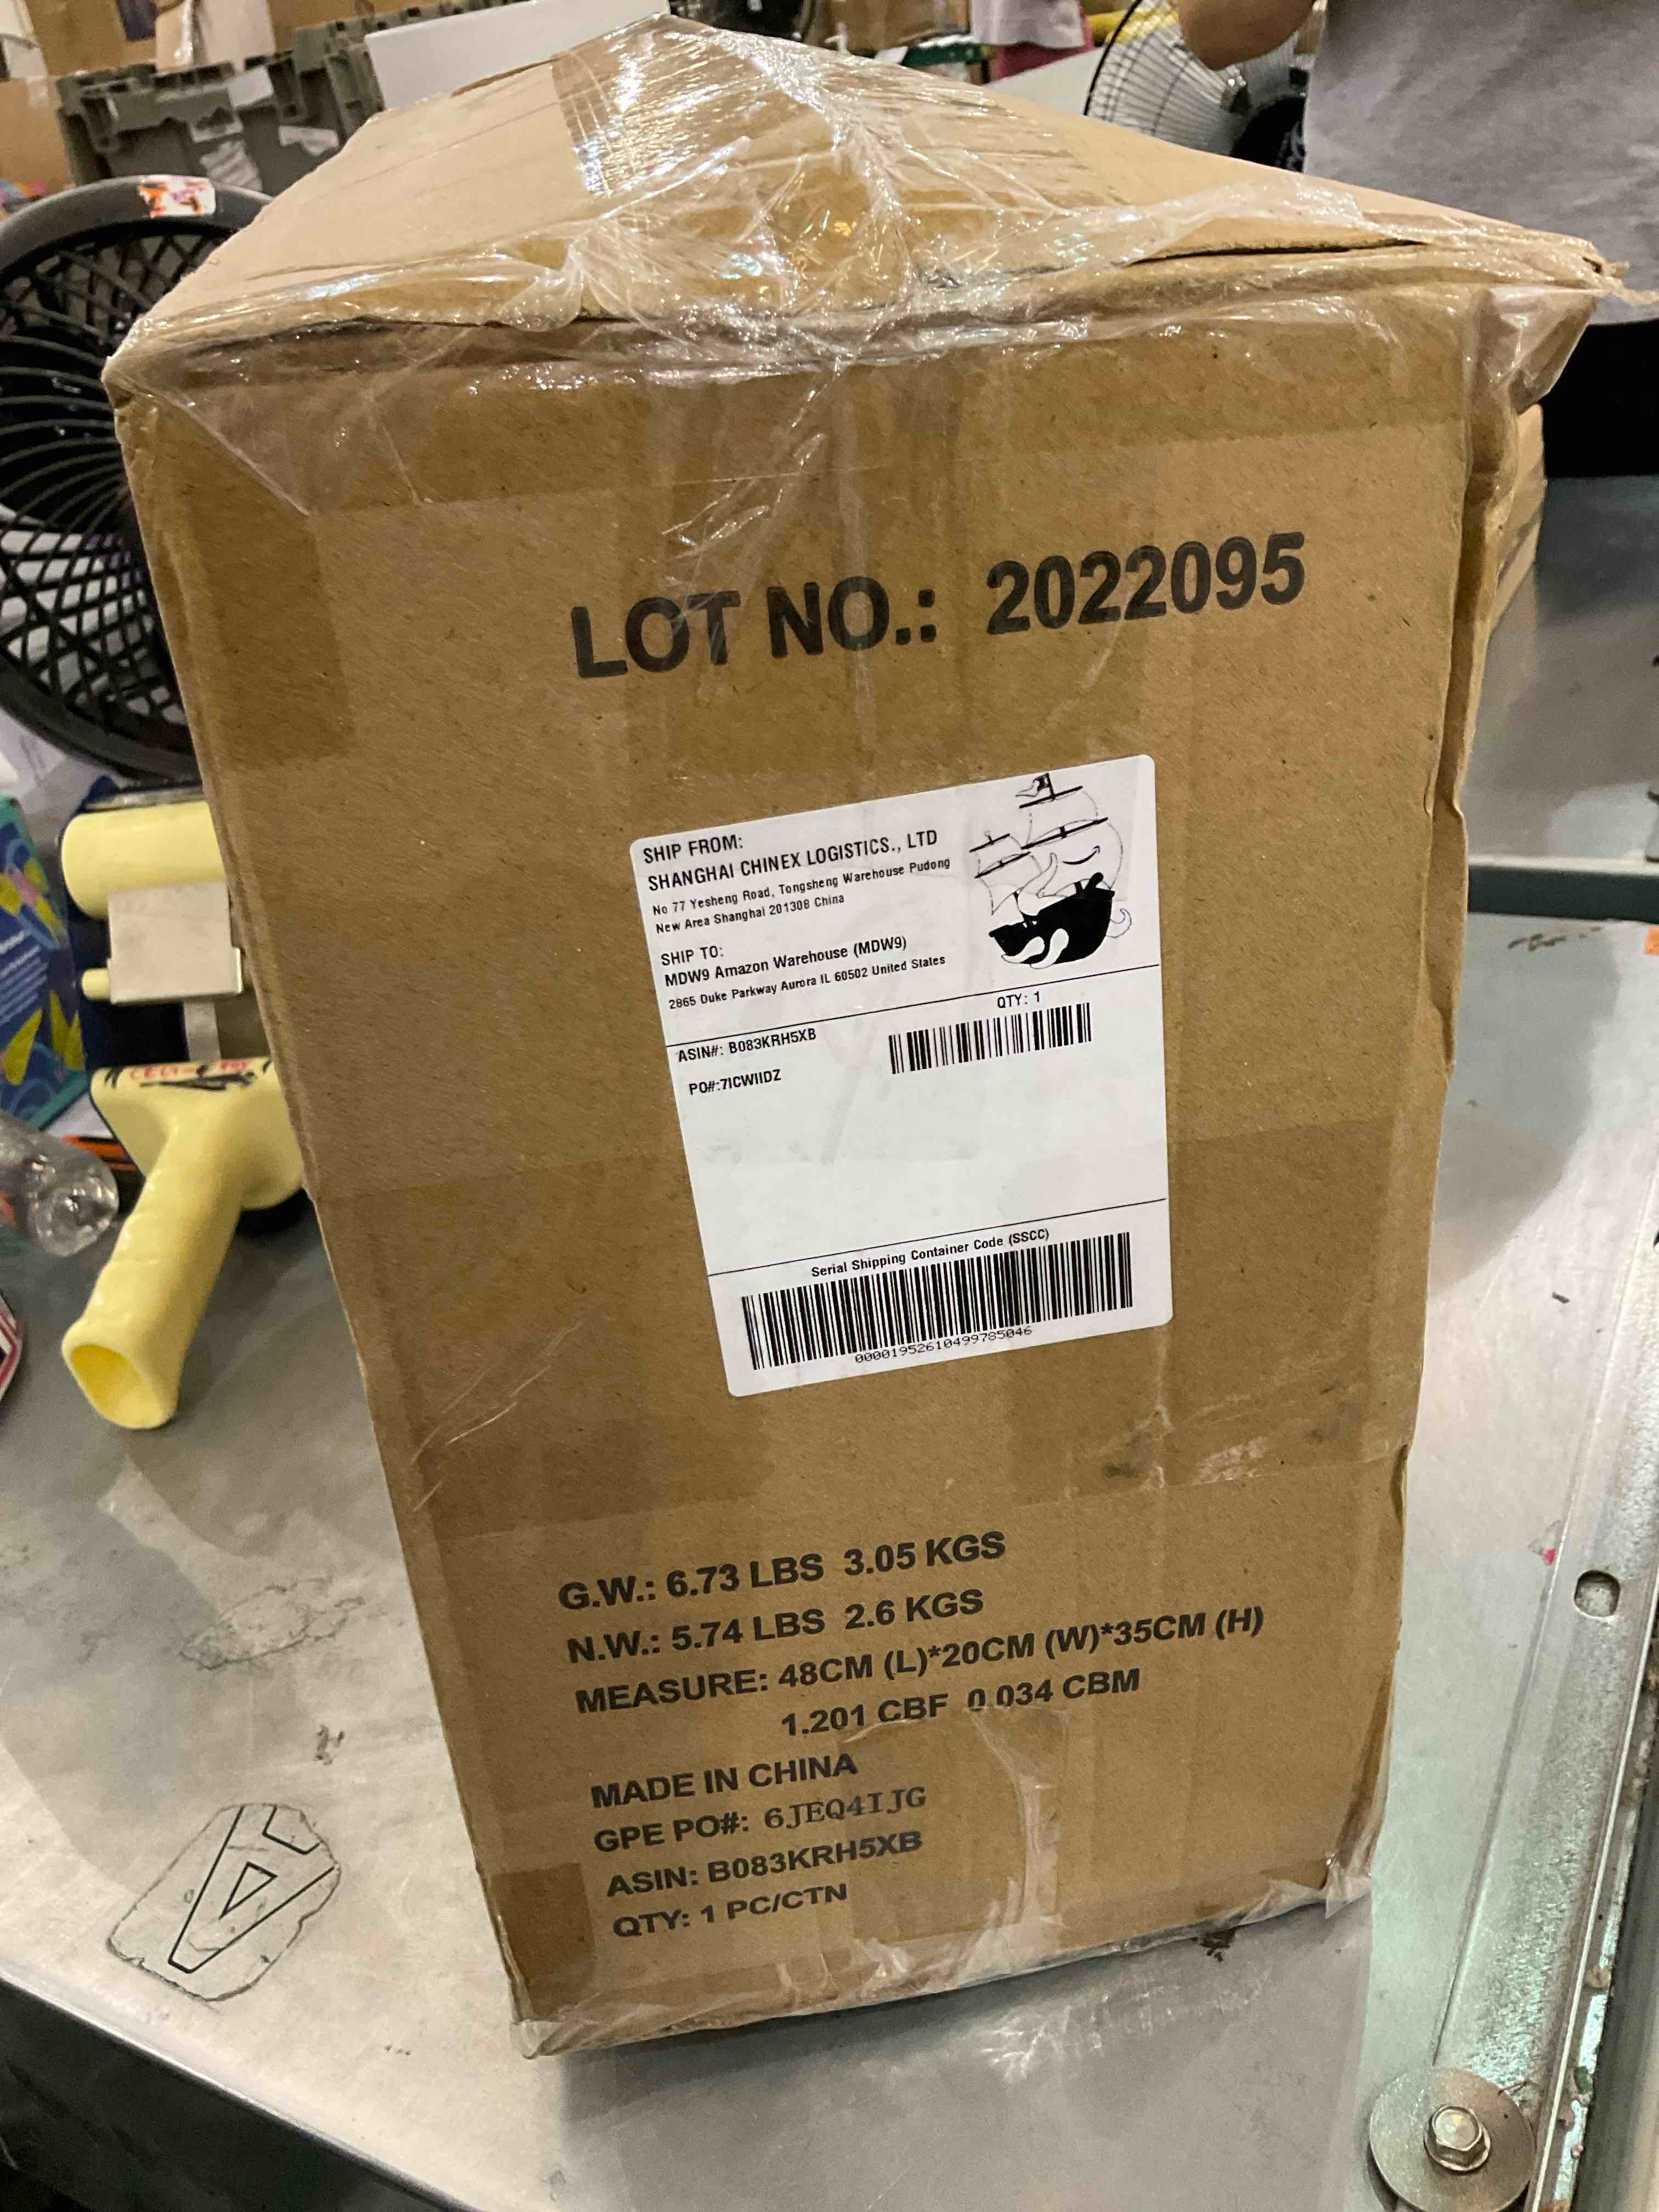 LOT NO.: 2022095
SHIP FROM:
SHANGHAI CHINEX LOGISTICS., LTD
No 77 Yesheng Road, Tongsheng Warehouse Pudong
New Area Shanghai 201308 China
SHIP TO:
MDW9 Amazon Warehouse (MDW9)
2865 Duke Parkway Aurora IL 60502 United States
QTY: 1
ASIN#: B083KRH5XB
PO#:7ICWIIDZ
Serial Shipping Container Code (SSCC)
00001952610499785046
G.W.: 6.73 LBS 3.05 KGS
N.W.: 5.74 LBS 2.6 KGS
MEASURE: 48CM (L)*20CM (W)*35CM (H)
1.201 CBF 0.034 CBM
MADE IN CHINA
GPE PO#: 6JEQ4IJG
ASIN: B083KRH5XB
QTY: 1 PC/CTN